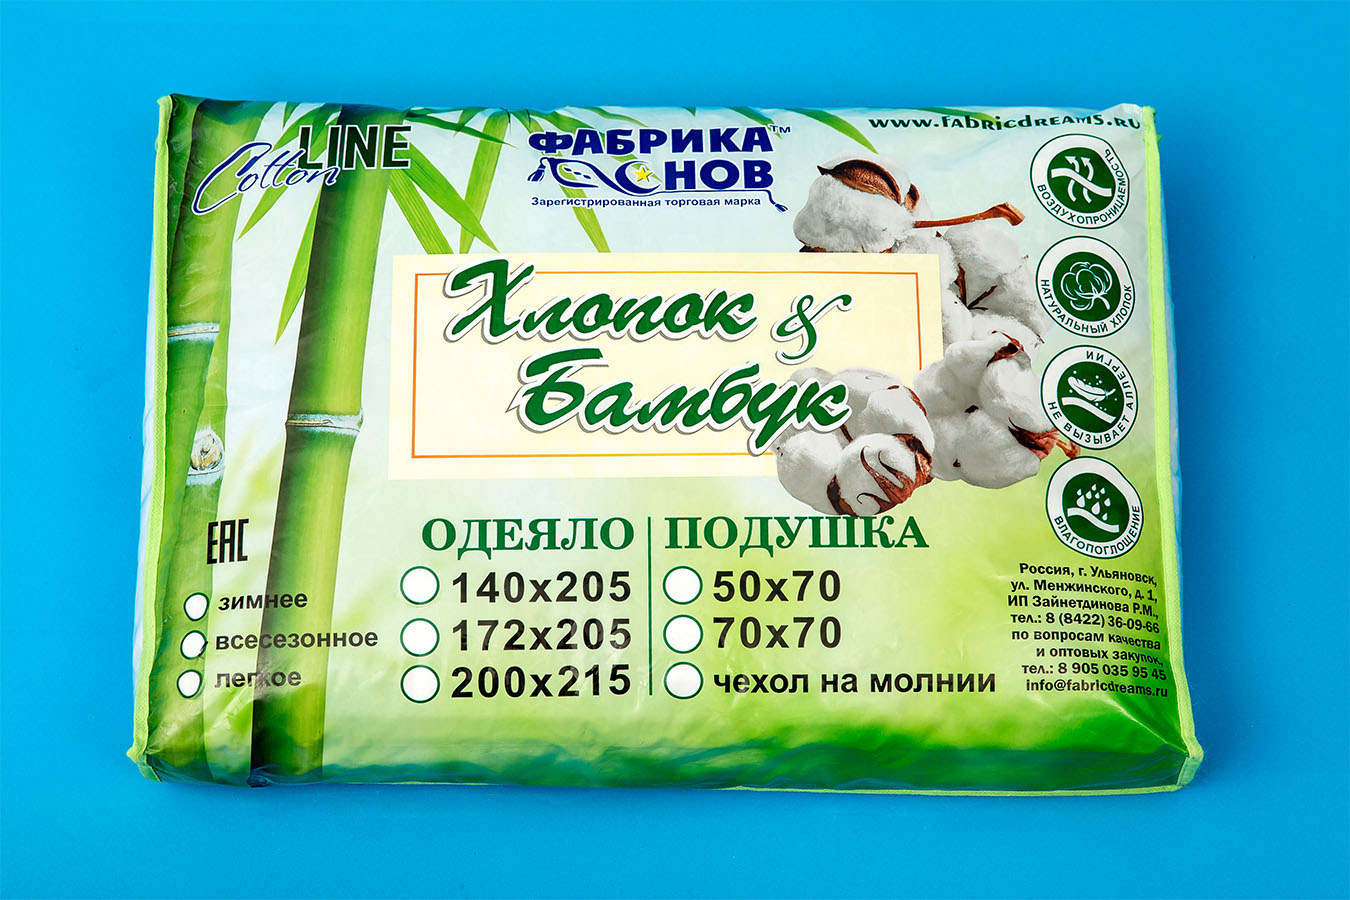 Cotton LINE
ФАБРИКА СНОВ™
Зарегистрированная торговая марка
www.fabricdreams.ru
ВОЗДУХОПРОНИЦАЕМОСТЬ
НАТУРАЛЬНЫЙ ХЛОПОК
НЕ ВЫЗЫВАЕТ АЛЛЕРГИИ
ВЛАГОПОГЛОЩЕНИЕ
Хлопок &
Бамбук
EAC
зимнее
всесезонное
легкое
ОДЕЯЛО
140x205
172x205
200x215
ПОДУШКА
50x70
70x70
чехол на молнии
Россия, г. Ульяновск,
ул. Менжинского, д. 1,
ИП Зайнетдинова Р.М.,
тел.: 8 (8422) 36-09-66
по вопросам качества
и оптовых закупок,
тел.: 8 905 035 95 45
info@fabricdreams.ru